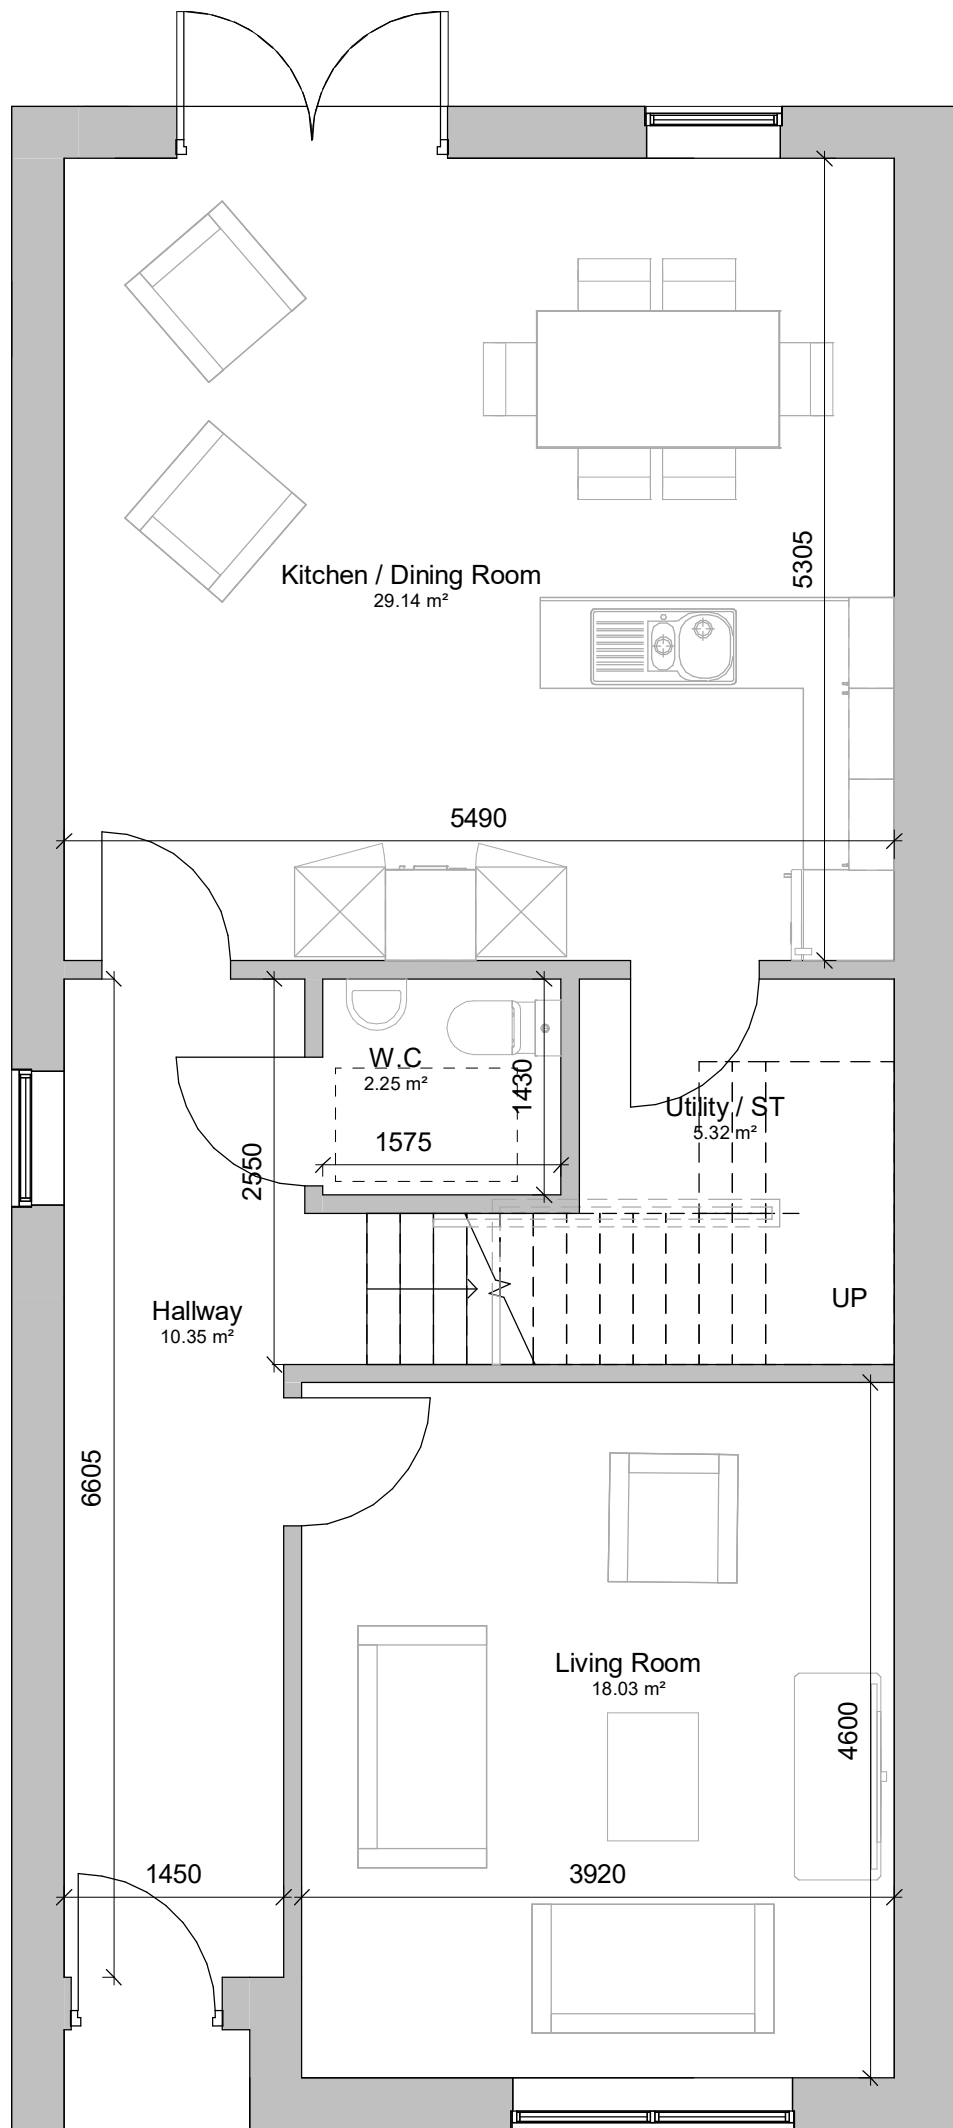 Kitchen / Dining Room
29.14 m²
5305
5490
W.C
2.25 m²
1430
1575
2550
Utility / ST
5.32 m²
UP
Hallway
10.35 m²
6605
Living Room
18.03 m²
4600
1450
3920